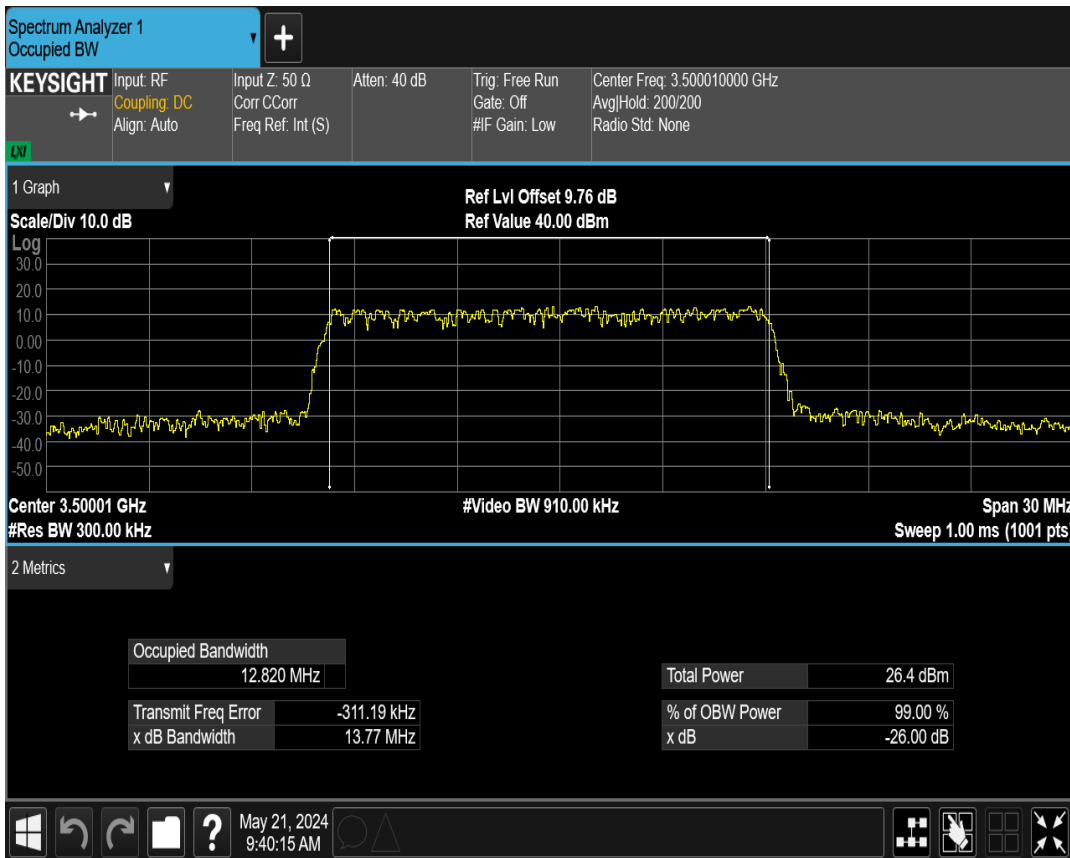 Spectrum Analyzer 1
Occupied BW
+
KEYSIGHT
LXI
Input: RF
Coupling: DC
Align: Auto
Input Z: 50 Ω
Corr CCorr
Freq Ref: Int (S)
Atten: 40 dB
Trig: Free Run
Gate: Off
#IF Gain: Low
Center Freq: 3.500010000 GHz
Avg|Hold: 200/200
Radio Std: None
1 Graph
Scale/Div 10.0 dB
Ref Lvl Offset 9.76 dB
Ref Value 40.00 dBm
Log
30.0
20.0
10.0
0.00
-10.0
-20.0
-30.0
-40.0
-50.0
Center 3.50001 GHz
#Video BW 910.00 kHz
Span 30 MHz
#Res BW 300.00 kHz
Sweep 1.00 ms (1001 pts)
2 Metrics
Occupied Bandwidth
12.820 MHz
Total Power 26.4 dBm
Transmit Freq Error -311.19 kHz
% of OBW Power 99.00 %
x dB Bandwidth 13.77 MHz
x dB -26.00 dB
?
May 21, 2024
9:40:15 AM